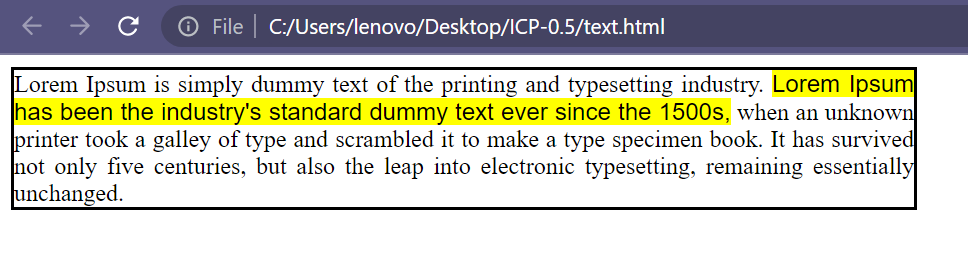 File | C:/Users/lenovo/Desktop/ICP-0.5/text.html
Lorem Ipsum is simply dummy text of the printing and typesetting industry. Lorem Ipsum
has been the industry's standard dummy text ever since the 1500s, when an unknown
printer took a galley of type and scrambled it to make a type specimen book. It has survived
not only five centuries, but also the leap into electronic typesetting, remaining essentially
unchanged.